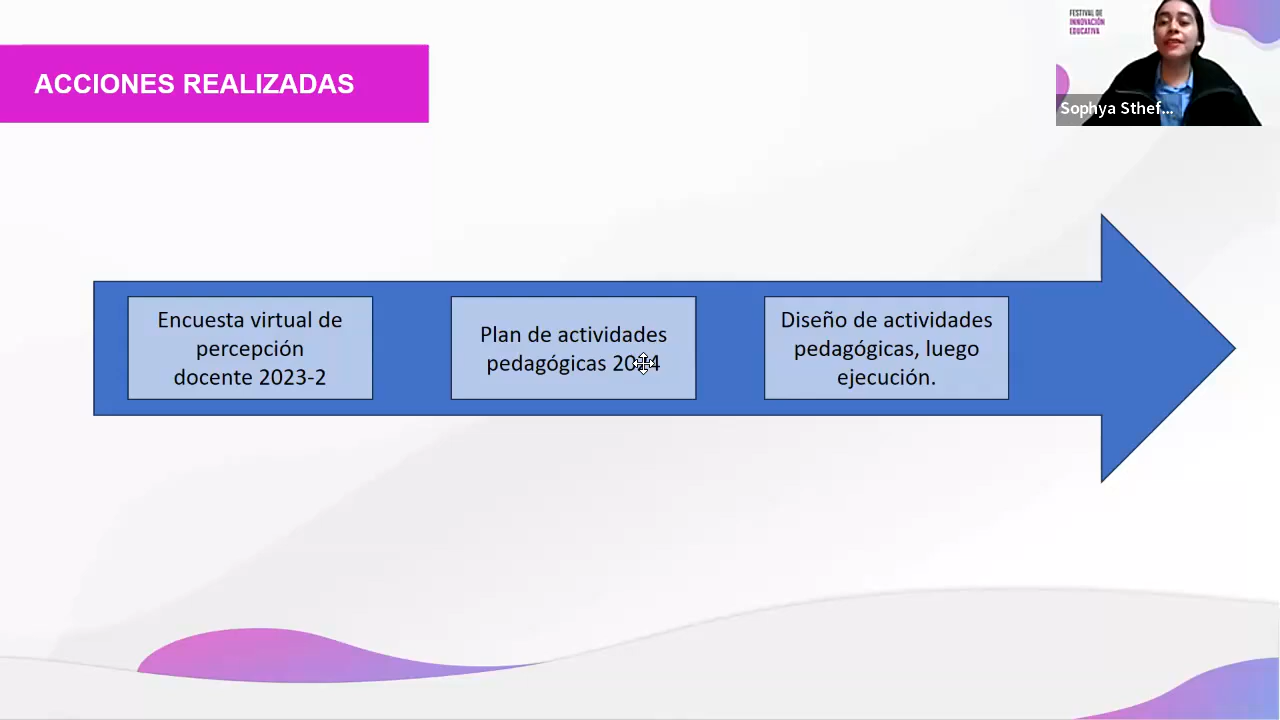 ACCIONES REALIZADAS
FESTIVAL DE
INNOVACIÓN
EDUCATIVA
Sophya Sthef...
Encuesta virtual de
percepción
docente 2023-2
Plan de actividades
pedagógicas 2024
Diseño de actividades
pedagógicas, luego
ejecución.